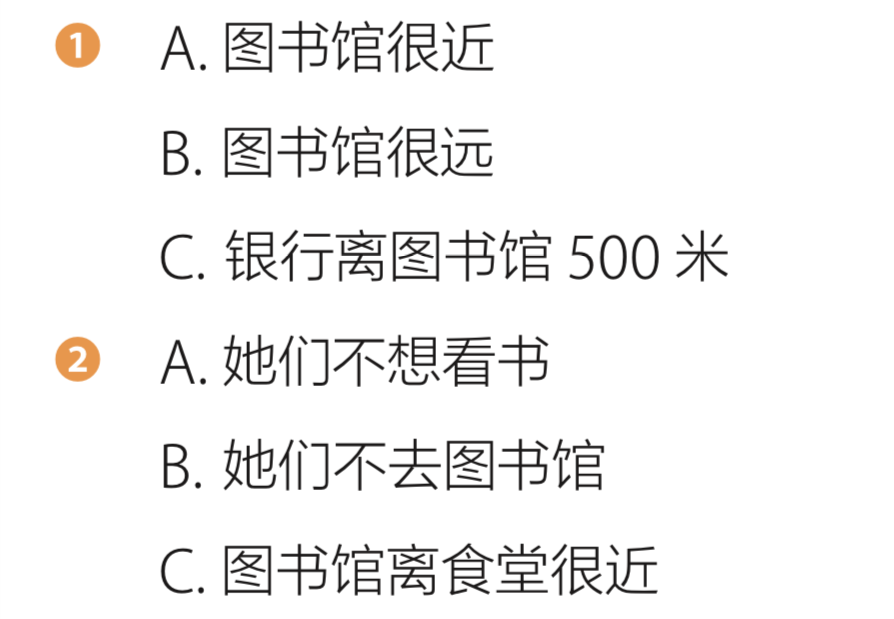 1 A. 图书馆很近
B. 图书馆很远
C. 银行离图书馆 500 米
2 A. 她们不想看书
B. 她们不去图书馆
C. 图书馆离食堂很近